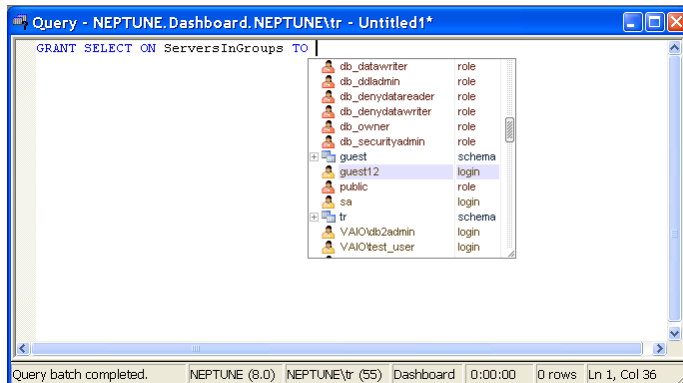 Query - NEPTUNE.Dashboard.NEPTUNE\tr - Untitled1*
GRANT SELECT ON ServersInGroups TO
db_datawriter role
db_ddladmin role
db_denydatareader role
db_denydatawriter role
db_owner role
db_securityadmin role
guest schema
guest12 login
public role
sa login
tr schema
VAIO\db2admin login
VAIO\test_user login
Query batch completed. NEPTUNE (8.0) NEPTUNE\tr (55) Dashboard 0:00:00 0 rows Ln 1, Col 36